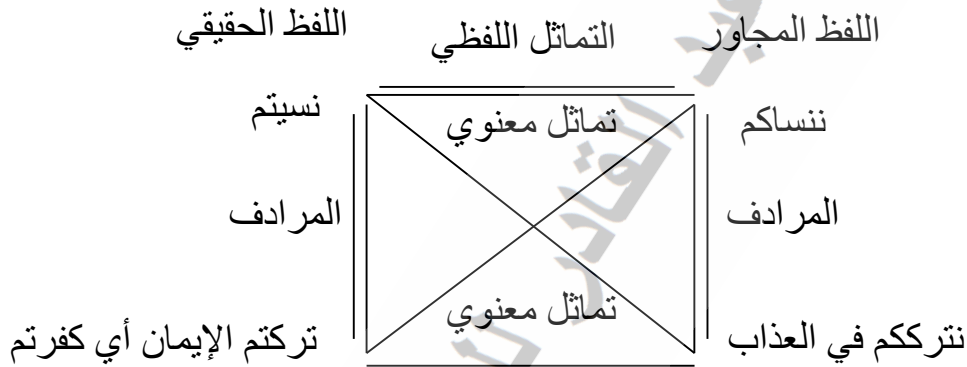 اللفظ المجاور التماثل اللفظي اللفظ الحقيقي
ننساكم تماثل معنوي نسيتم
المرادف المرادف
تماثل معنوي
نترككم في العذاب تركتم الإيمان أي كفرتم